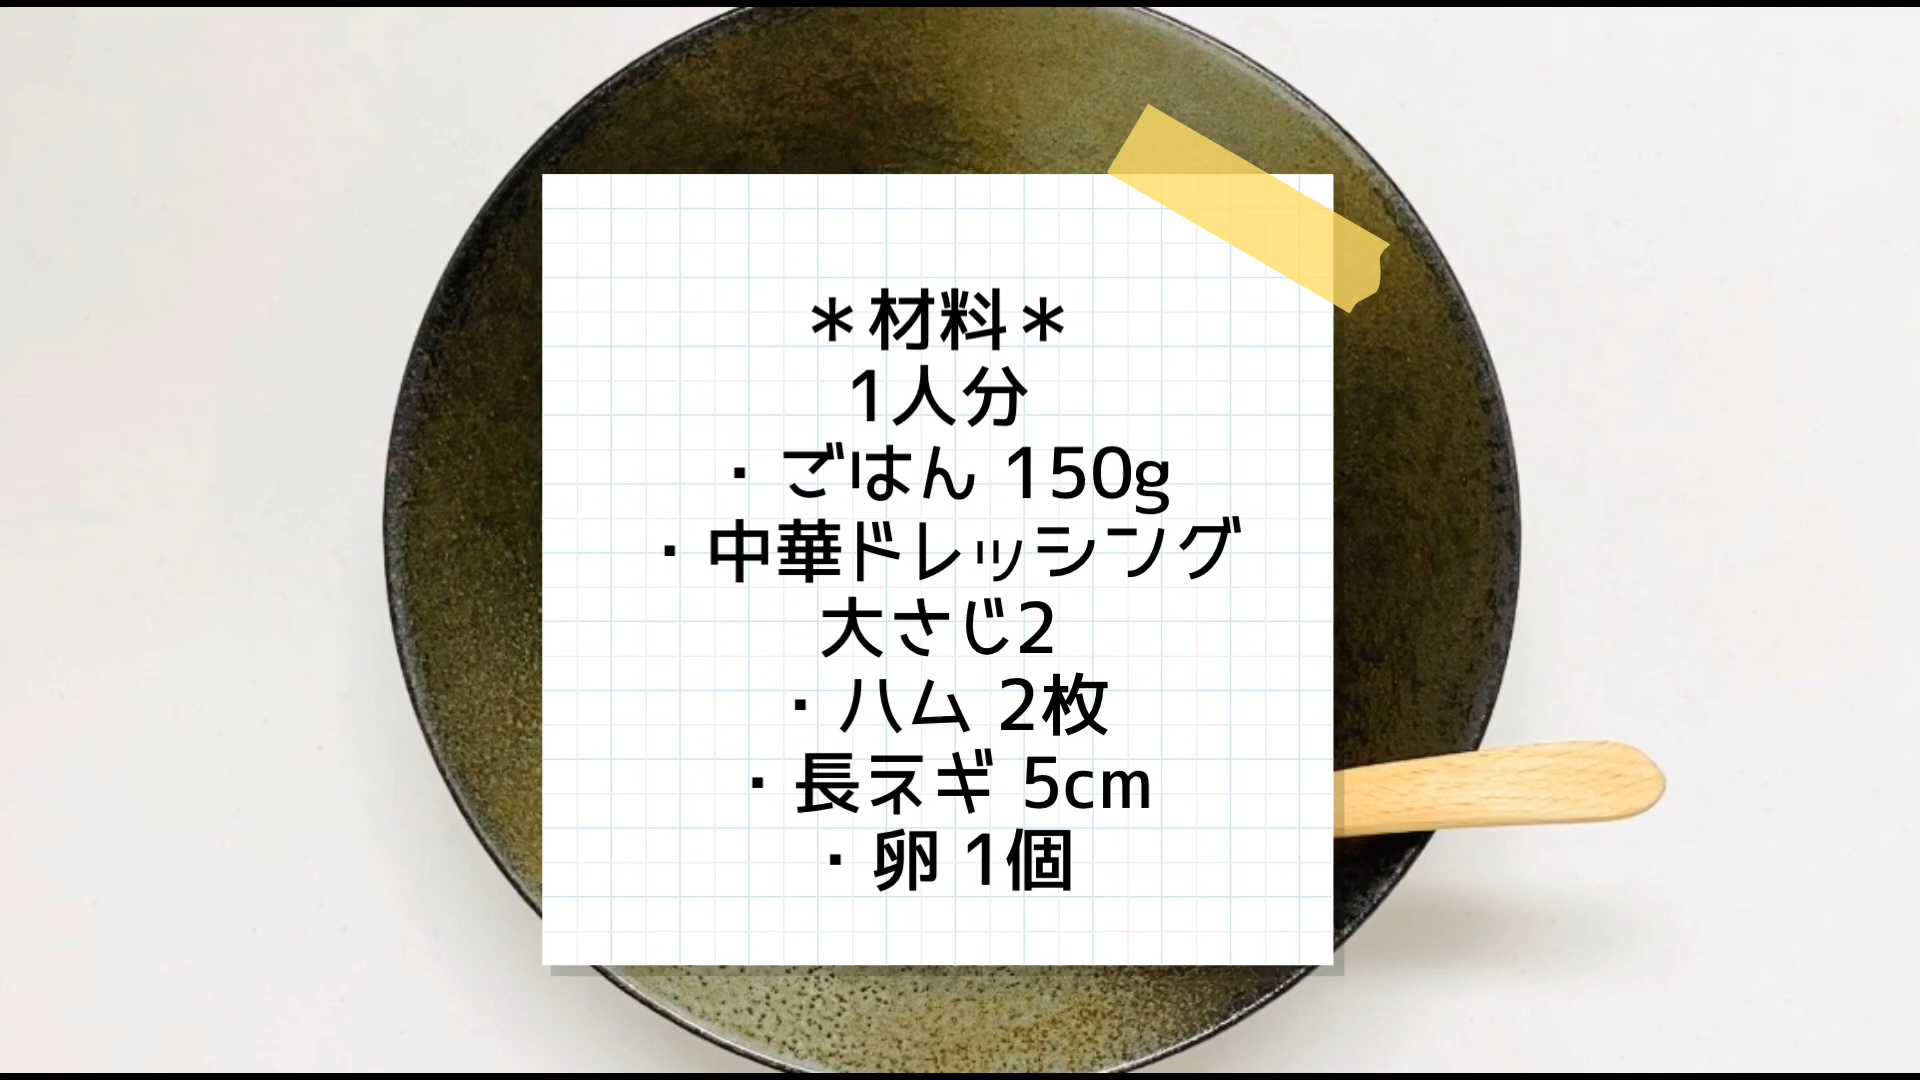 ＊材料＊
1人分
・ごはん 150g
・中華ドレッシング
大さじ2
・ハム 2枚
・長ネギ 5cm
・卵 1個